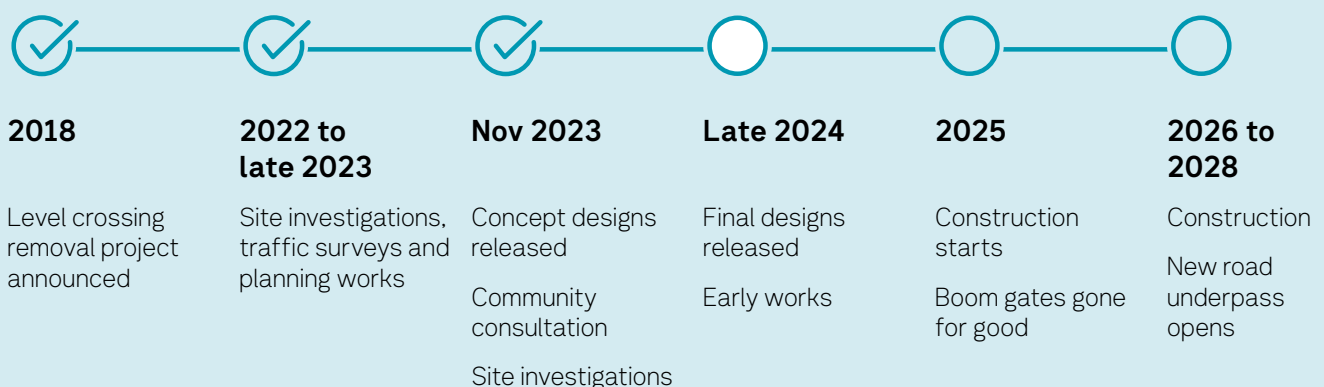 2018
Level crossing
removal project
announced
2022 to
late 2023
Site investigations,
traffic surveys and
planning works
Nov 2023
Concept designs
released
Community
consultation
Site investigations
Late 2024
Final designs
released
Early works
2025
Construction
starts
Boom gates gone
for good
2026 to
2028
Construction
New road
underpass
opens